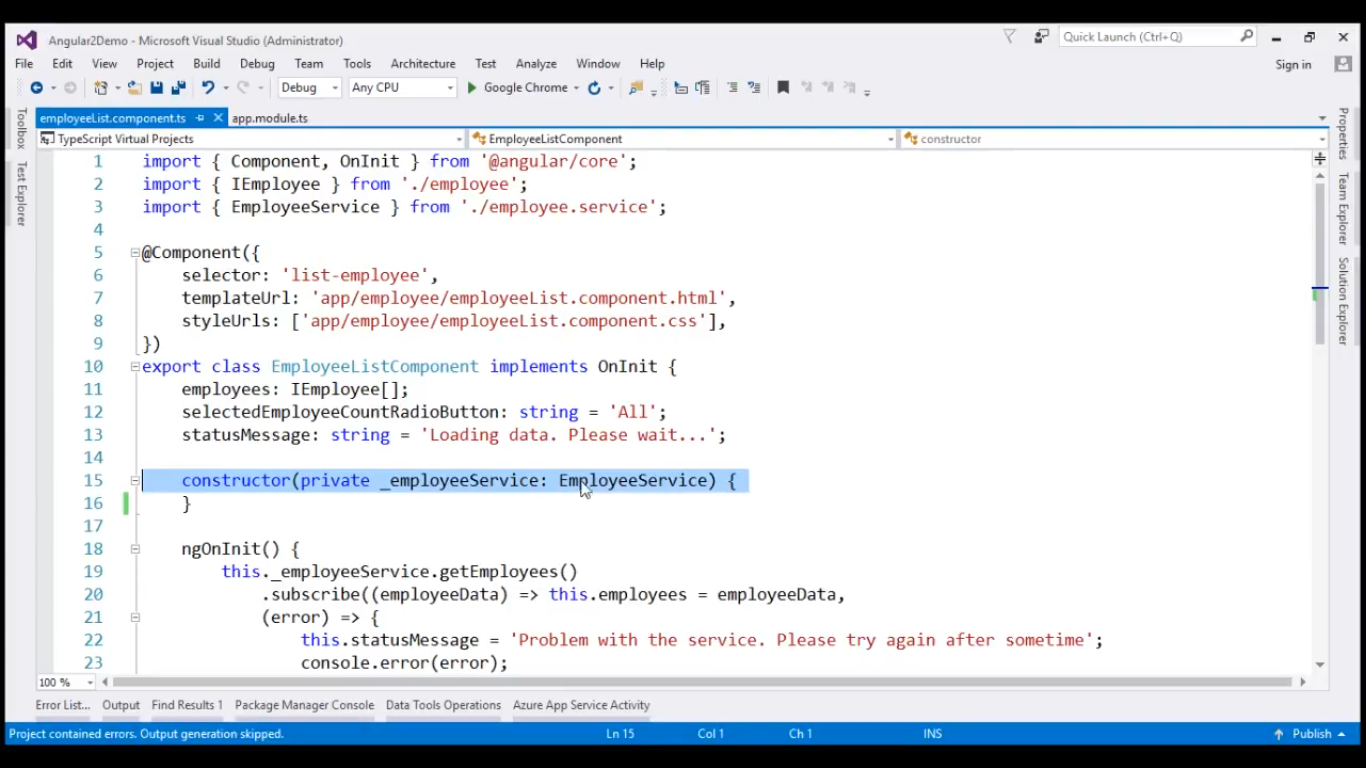 Angular2Demo - Microsoft Visual Studio (Administrator)
Quick Launch (Ctrl+Q)
File Edit View Project Build Debug Team Tools Architecture Test Analyze Window Help
Sign in
Debug Any CPU Google Chrome
employeeList.component.ts app.module.ts
TypeScript Virtual Projects EmployeeListComponent constructor
Toolbox
Test Explorer
Properties
Team Explorer
Solution Explorer
1 import { Component, OnInit } from '@angular/core';
2 import { IEmployee } from './employee';
3 import { EmployeeService } from './employee.service';
4
5 @Component({
6 selector: 'list-employee',
7 templateUrl: 'app/employee/employeeList.component.html',
8 styleUrls: ['app/employee/employeeList.component.css'],
9 })
10 export class EmployeeListComponent implements OnInit {
11 employees: IEmployee[];
12 selectedEmployeeCountRadioButton: string = 'All';
13 statusMessage: string = 'Loading data. Please wait...';
14
15 constructor(private _employeeService: EmployeeService) {
16 }
17
18 ngOnInit() {
19 this._employeeService.getEmployees()
20 .subscribe((employeeData) => this.employees = employeeData,
21 (error) => {
22 this.statusMessage = 'Problem with the service. Please try again after sometime';
23 console.error(error);
100 %
Error List... Output Find Results 1 Package Manager Console Data Tools Operations Azure App Service Activity
Project contained errors. Output generation skipped. Ln 15 Col 1 Ch 1 INS Publish